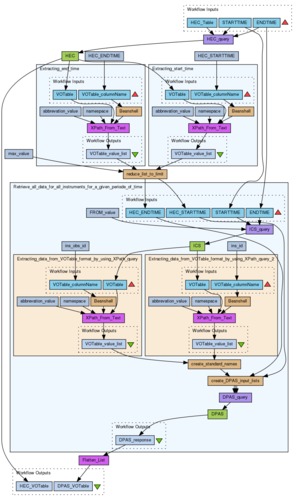 Workflow Inputs
HEC_Table STARTTIME ENDTIME
HEC_query
HEC HEC_ENDTIME HEC_STARTTIME
Extracting_end_time
Extracting_start_time
Workflow Inputs
Workflow Inputs
VOTable VOTable_columnName
VOTable VOTable_columnName
abbreviation_value namespace Beanshell
abbreviation_value namespace Beanshell
XPath_From_Text
XPath_From_Text
Workflow Outputs
Workflow Outputs
VOTable_value_list
VOTable_value_list
max_value
reduce_list_to_limit
Retrieve_all_data_for_all_instruments_for_a_given_periode_of_time
Workflow Inputs
FROM_value HEC_ENDTIME HEC_STARTTIME STARTTIME ENDTIME
ICS_query
ins_obs_id ICS ins_id
Extracting_data_from_VOTable_format_by_using_XPath_query
Extracting_data_from_VOTable_format_by_using_XPath_query_2
Workflow Inputs
Workflow Inputs
VOTable_columnName VOTable
VOTable VOTable_columnName
abbreviation_value namespace Beanshell
abbreviation_value namespace Beanshell
XPath_From_Text
XPath_From_Text
Workflow Outputs
Workflow Outputs
VOTable_value_list
VOTable_value_list
create_standard_names
create_DPAS_input_lists
DPAS_query
DPAS
Workflow Outputs
DPAS_response
Flatten_List
Workflow Outputs
HEC_VOTable DPAS_VOTable